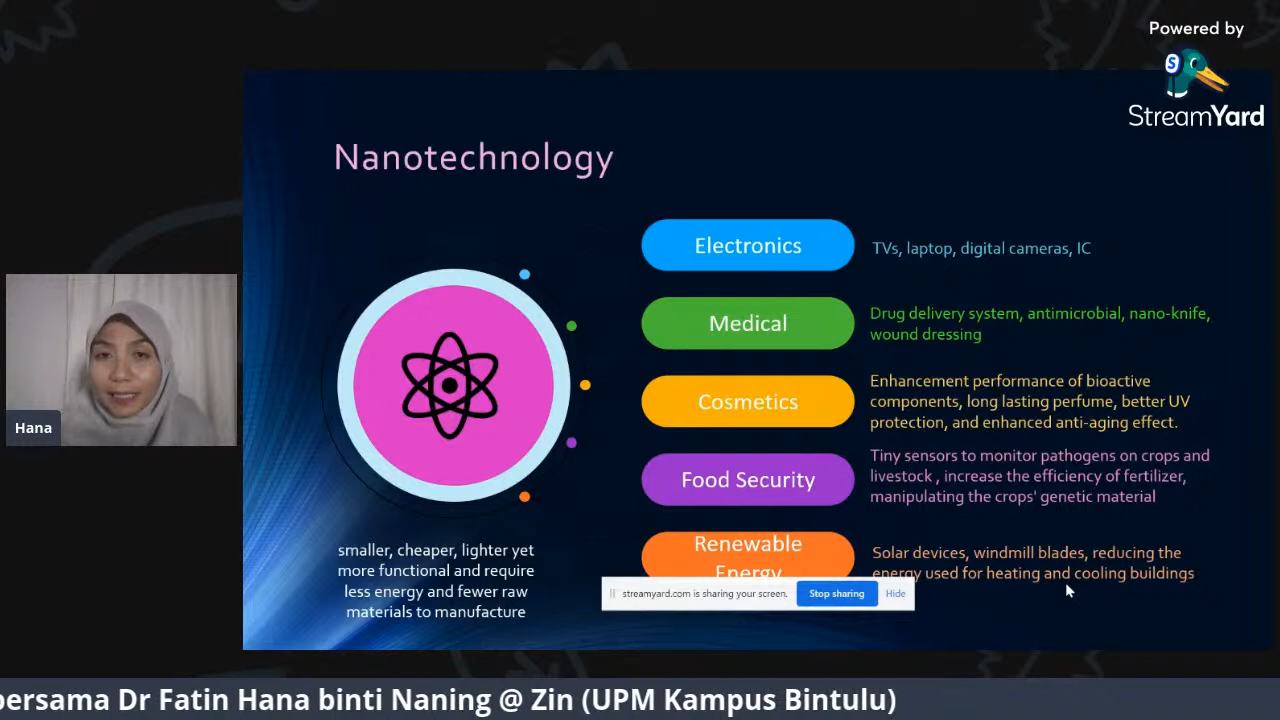 Powered by
StreamYard
Nanotechnology
Electronics
TVs, laptop, digital cameras, IC
Medical
Drug delivery system, antimicrobial, nano-knife,
wound dressing
Cosmetics
Enhancement performance of bioactive
components, long lasting perfume, better UV
protection, and enhanced anti-aging effect.
Food Security
Tiny sensors to monitor pathogens on crops and
livestock , increase the efficiency of fertilizer,
manipulating the crops' genetic material
Renewable
Energy
Solar devices, windmill blades, reducing the
energy used for heating and cooling buildings
smaller, cheaper, lighter yet
more functional and require
less energy and fewer raw
materials to manufacture
streamyard.com is sharing your screen.
Stop sharing
Hide
Hana
bersama Dr Fatin Hana binti Naning @ Zin (UPM Kampus Bintulu)